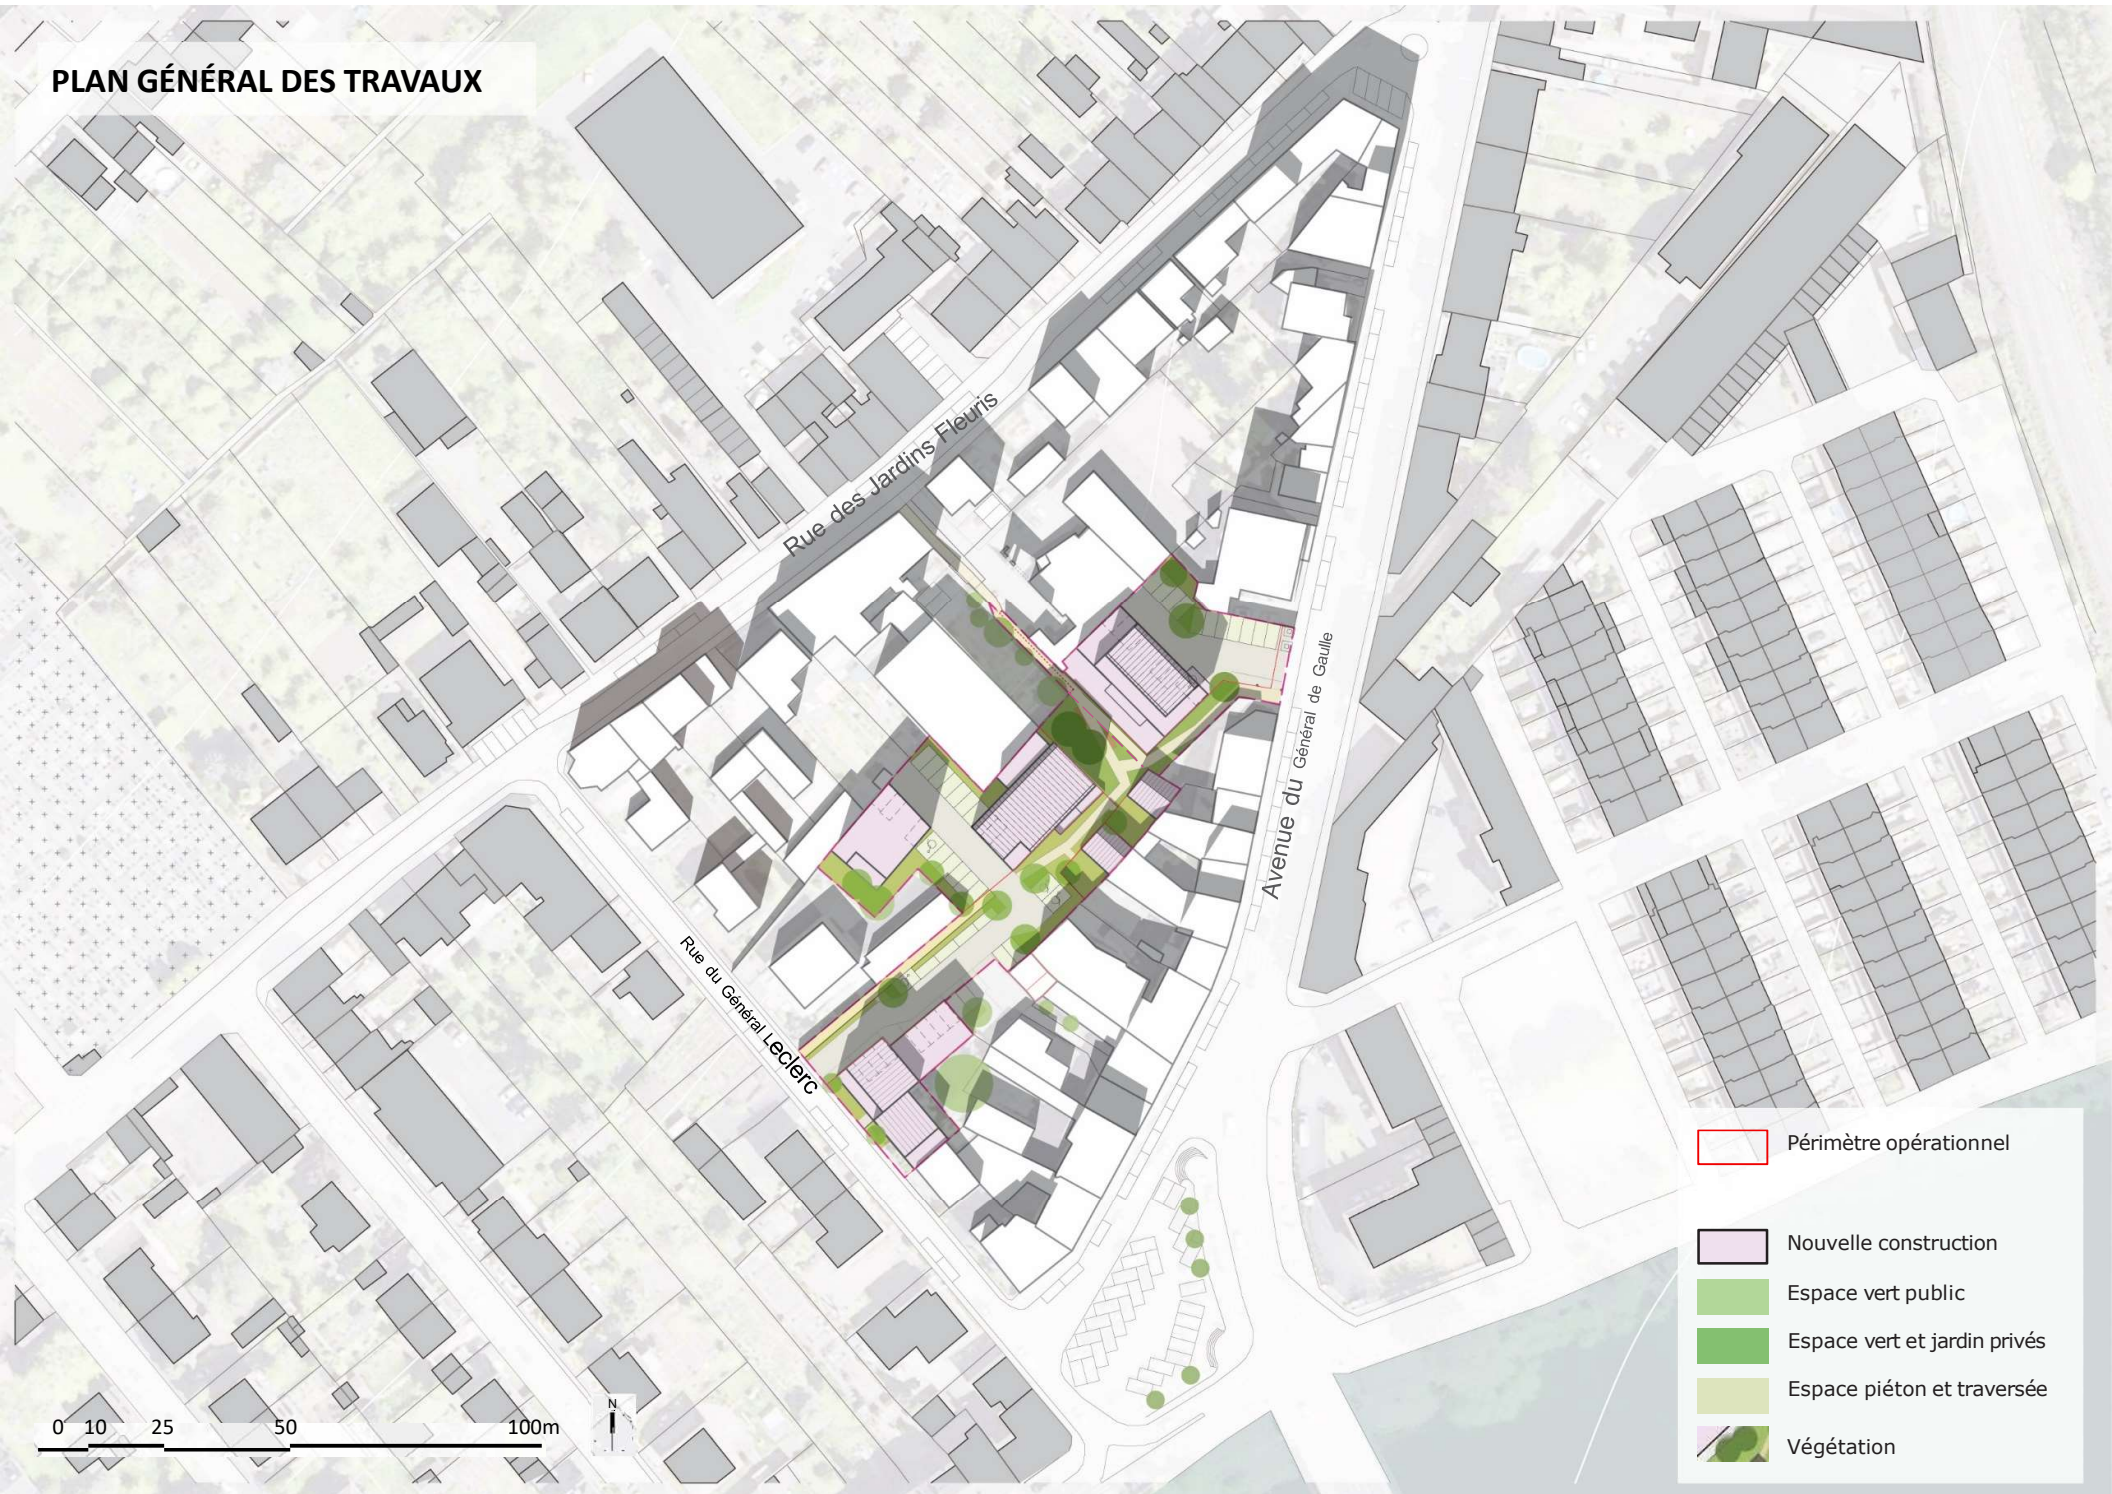 PLAN GÉNÉRAL DES TRAVAUX
Rue des Jardins Fleuris
Avenue du Général de Gaulle
Rue du Général Leclerc
Périmètre opérationnel
Nouvelle construction
Espace vert public
Espace vert et jardin privés
Espace piéton et traversée
Végétation
0 10 25 50 100m
N